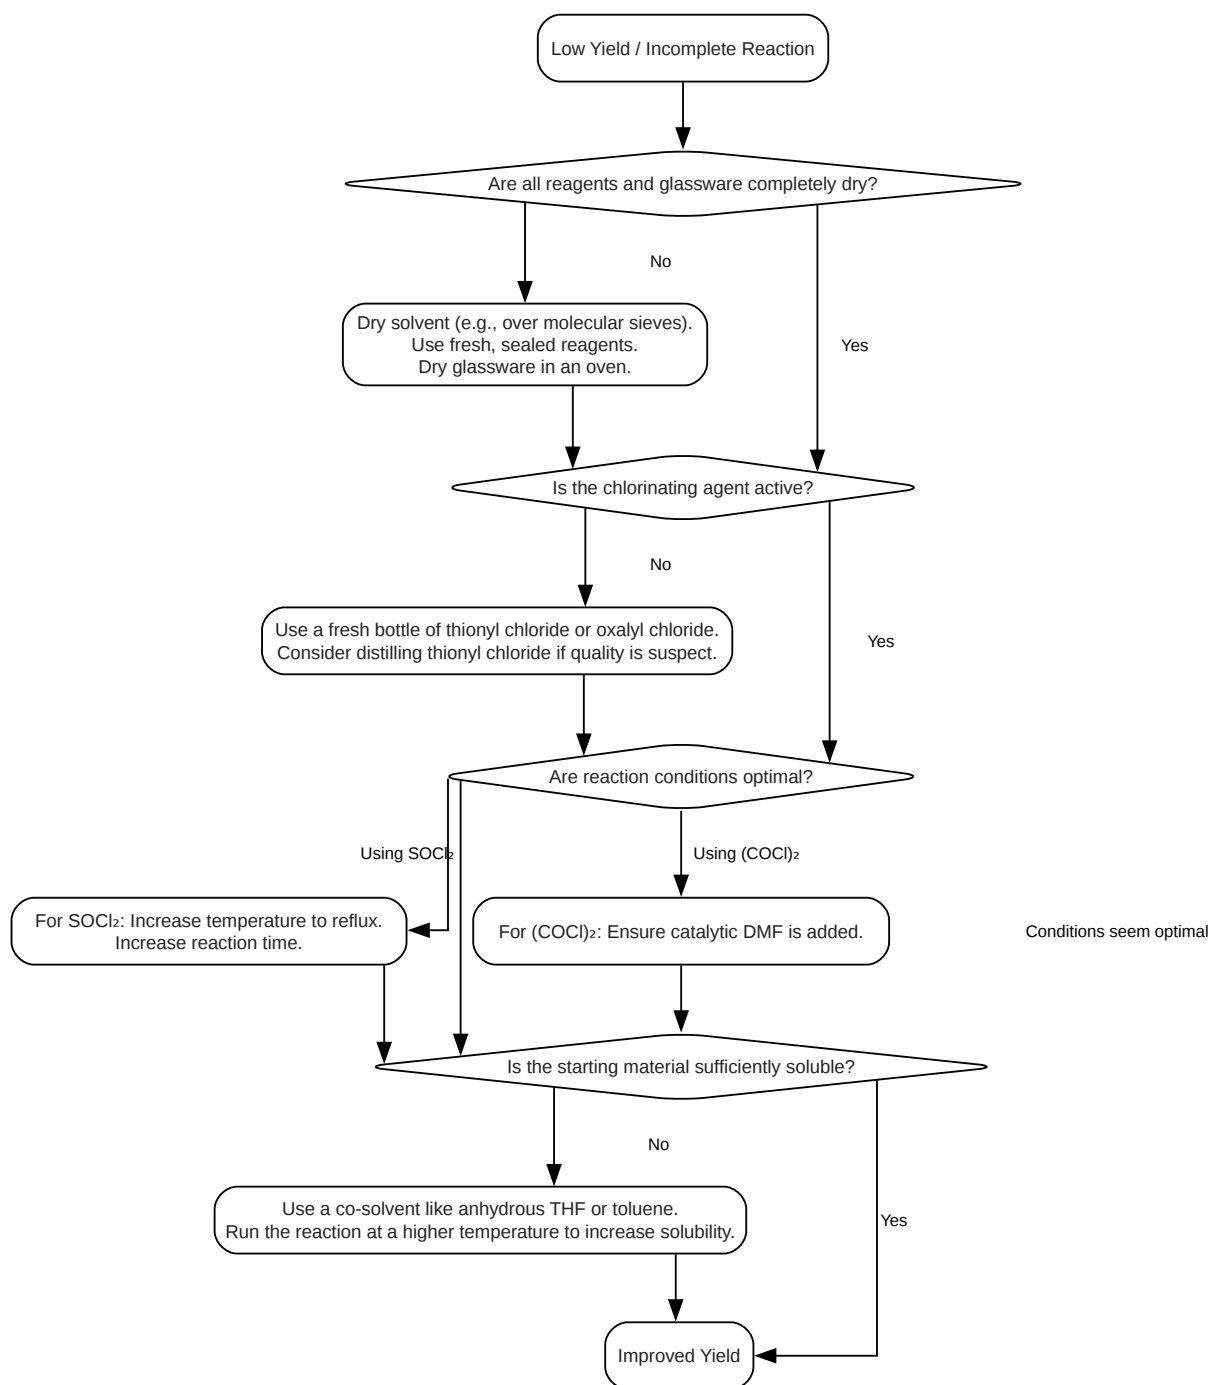 Low Yield / Incomplete Reaction
Are all reagents and glassware completely dry?
No
Dry solvent (e.g., over molecular sieves).
Use fresh, sealed reagents.
Dry glassware in an oven.
Yes
Is the chlorinating agent active?
No
Use a fresh bottle of thionyl chloride or oxalyl chloride.
Consider distilling thionyl chloride if quality is suspect.
Yes
Are reaction conditions optimal?
Using SOCl₂
Using (COCl)₂
For SOCl₂: Increase temperature to reflux.
Increase reaction time.
For (COCl)₂: Ensure catalytic DMF is added.
Conditions seem optimal
Is the starting material sufficiently soluble?
No
Use a co-solvent like anhydrous THF or toluene.
Run the reaction at a higher temperature to increase solubility.
Yes
Improved Yield